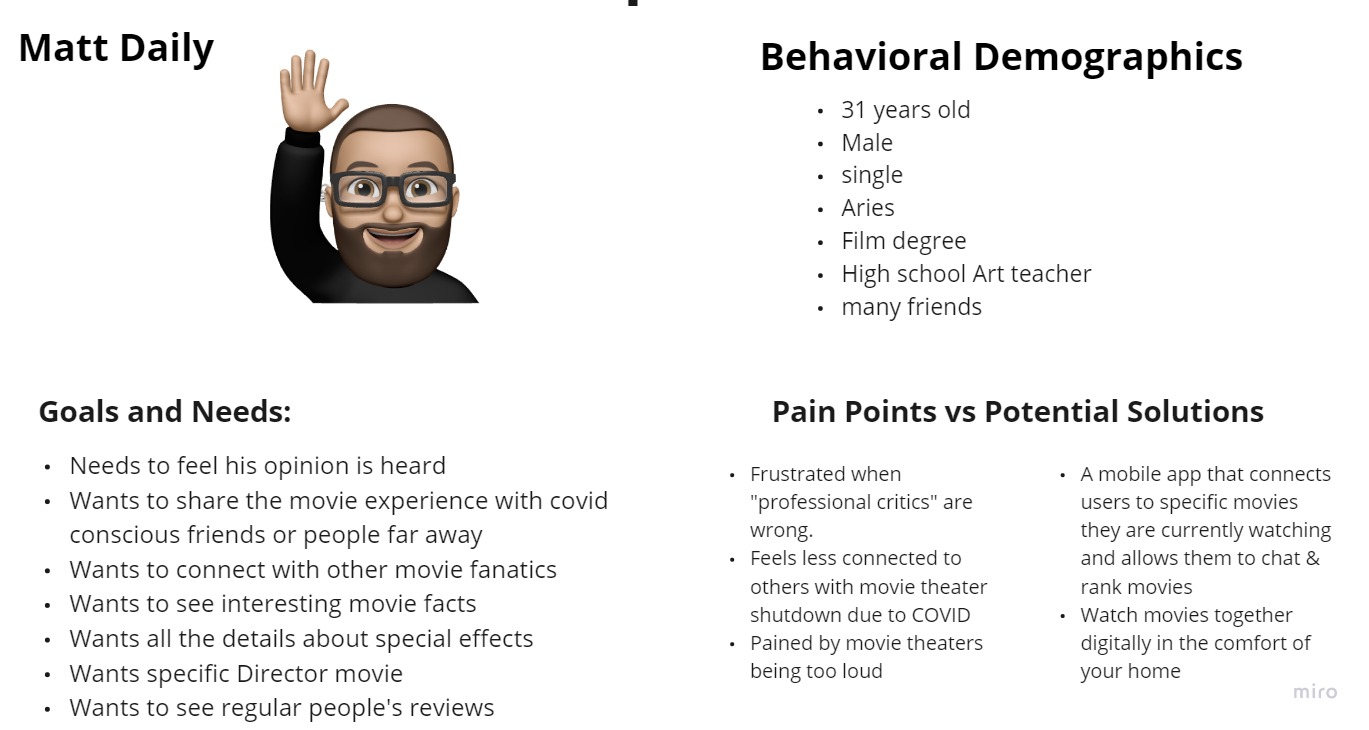 Matt Daily
Behavioral Demographics
• 31 years old
• Male
• single
• Aries
• Film degree
• High school Art teacher
• many friends
Goals and Needs:
• Needs to feel his opinion is heard
• Wants to share the movie experience with covid
conscious friends or people far away
• Wants to connect with other movie fanatics
• Wants to see interesting movie facts
• Wants all the details about special effects
• Wants specific Director movie
• Wants to see regular people's reviews
Pain Points vs Potential Solutions
• Frustrated when
"professional critics" are
wrong.
• Feels less connected to
others with movie theater
shutdown due to COVID
• Pained by movie theaters
being too loud
• A mobile app that connects
users to specific movies
they are currently watching
and allows them to chat &
rank movies
• Watch movies together
digitally in the comfort of
your home
miro